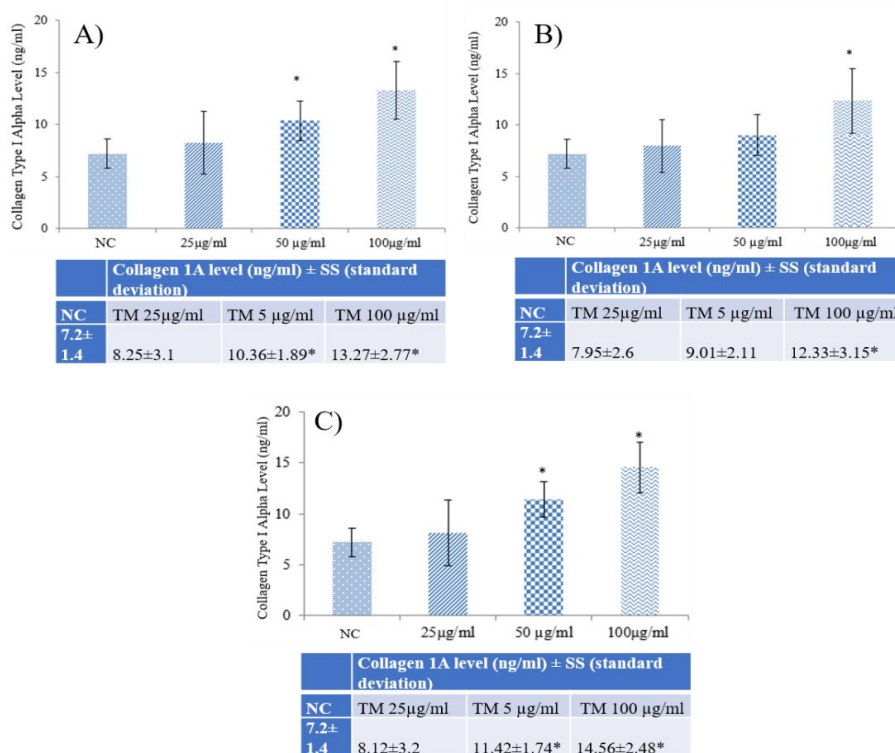 A)
Collagen Type I Alpha Level (ng/ml)
20
15
10
5
0
*
*
NC
25µg/ml
50 µg/ml
100µg/ml
Collagen 1A level (ng/ml) ± SS (standard
deviation)
NC TM 25µg/ml TM 5 µg/ml TM 100 µg/ml
7.2±
1.4 8.25±3.1 10.36±1.89* 13.27±2.77*
B)
Collagen Type I Alpha Level (ng/ml)
20
15
10
5
0
*
NC
25µg/ml
50 µg/ml
100µg/ml
Collagen 1A level (ng/ml) ± SS (standard
deviation)
NC TM 25µg/ml TM 5 µg/ml TM 100 µg/ml
7.2±
1.4 7.95±2.6 9.01±2.11 12.33±3.15*
C)
Collagen Type I Alpha Level (ng/ml)
20
15
10
5
0
*
*
NC
25µg/ml
50 µg/ml
100µg/ml
Collagen 1A level (ng/ml) ± SS (standard
deviation)
NC TM 25µg/ml TM 5 µg/ml TM 100 µg/ml
7.2±
1.4 8.12±3.2 11.42±1.74* 14.56±2.48*